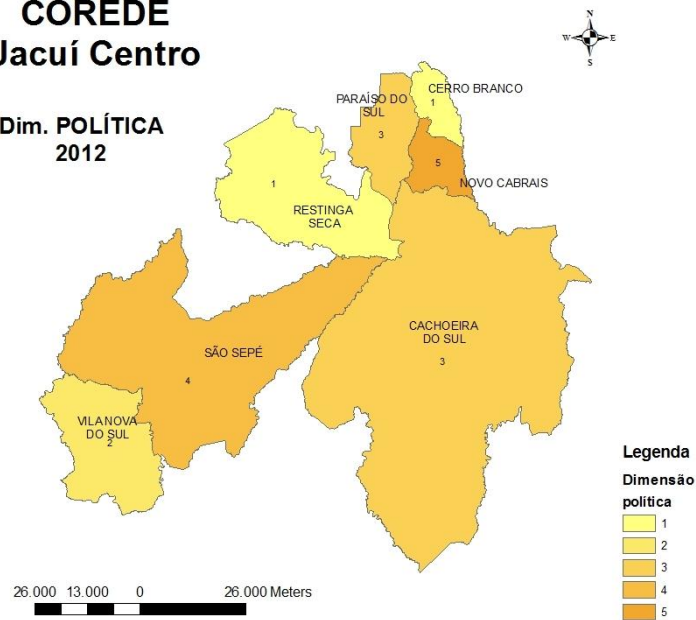 COREDE
Jacuí Centro
Dim. POLÍTICA
2012
N
W E
S
PARAÍSO DO
SUL
3
CERRO BRANCO
1
5
NOVO CABRAIS
1
RESTINGA
SECA
CACHOEIRA
DO SUL
3
SÃO SEPÉ
4
VILA NOVA
DO SUL
2
Legenda
Dimensão
política
1
2
3
4
5
26.000 13.000 0 26.000 Meters